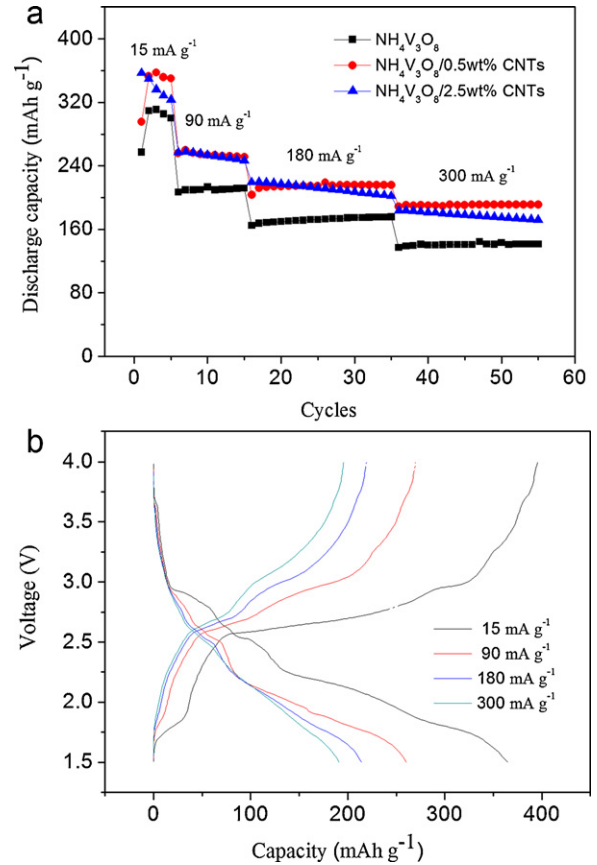 a
15 mA g⁻¹
90 mA g⁻¹
180 mA g⁻¹
300 mA g⁻¹
NH₄V₃O₈
NH₄V₃O₈/0.5wt% CNTs
NH₄V₃O₈/2.5wt% CNTs
Discharge capacity (mAh g⁻¹)
400
320
240
160
80
0
0 10 20 30 40 50 60
Cycles
b
Voltage (V)
4.0
3.5
3.0
2.5
2.0
1.5
15 mA g⁻¹
90 mA g⁻¹
180 mA g⁻¹
300 mA g⁻¹
0 100 200 300 400
Capacity (mAh g⁻¹)